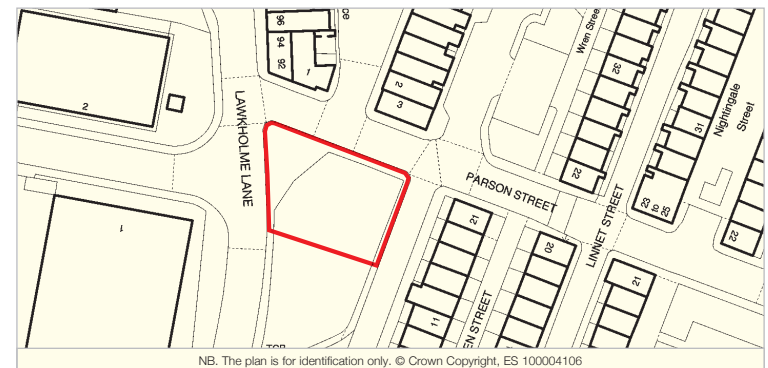 96
94
92
1
ce
2
3
2
LAWKHOLME LANE
1
Wren Stree
32
22
31
Nightingale
Street
23
to
25
22
PARSON STREET
LINNET STREET
21
11
20
EN STREET
21
TCB
NB. The plan is for identification only. © Crown Copyright, ES 100004106